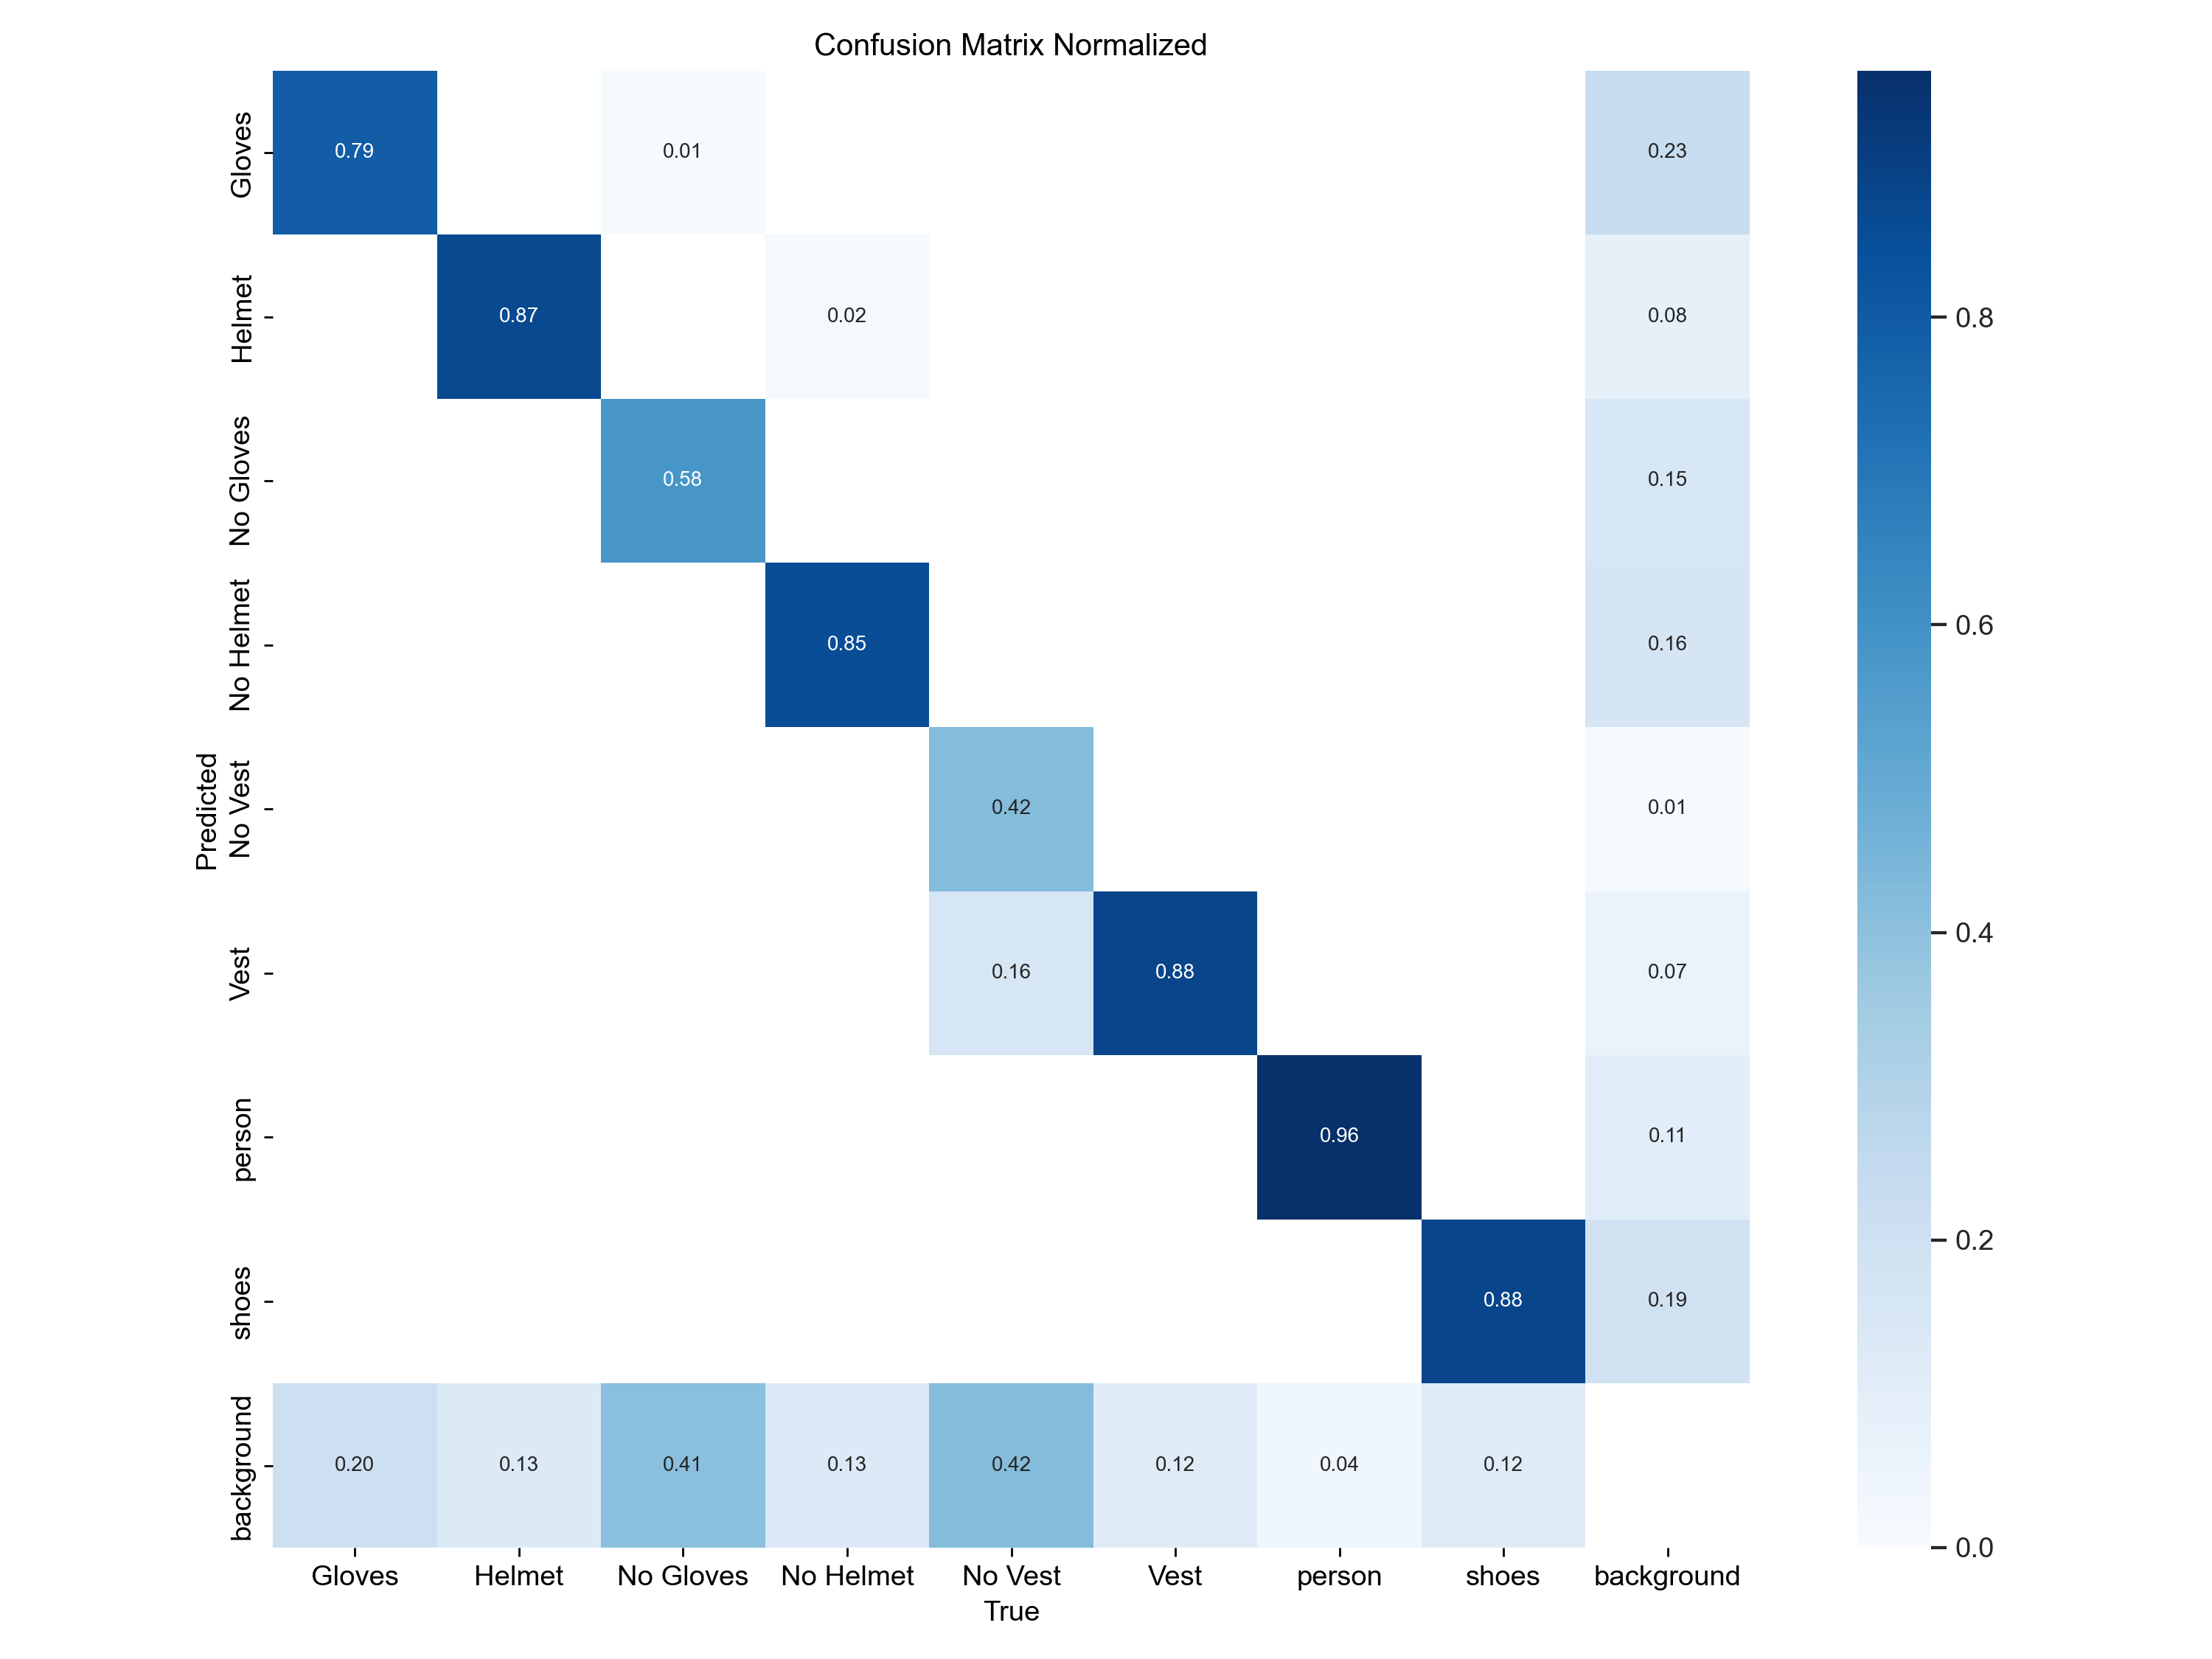 Confusion Matrix Normalized
Gloves
0.79
0.01
0.23
Helmet
0.87
0.02
0.08
No Gloves
0.58
0.15
No Helmet
0.85
0.16
No Vest
0.42
0.01
Vest
0.16
0.88
0.07
person
0.96
0.11
shoes
0.88
0.19
background
0.20
0.13
0.41
0.13
0.42
0.12
0.04
0.12
Predicted
Gloves
Helmet
No Gloves
No Helmet
No Vest
Vest
person
shoes
background
True
0.8
0.6
0.4
0.2
0.0